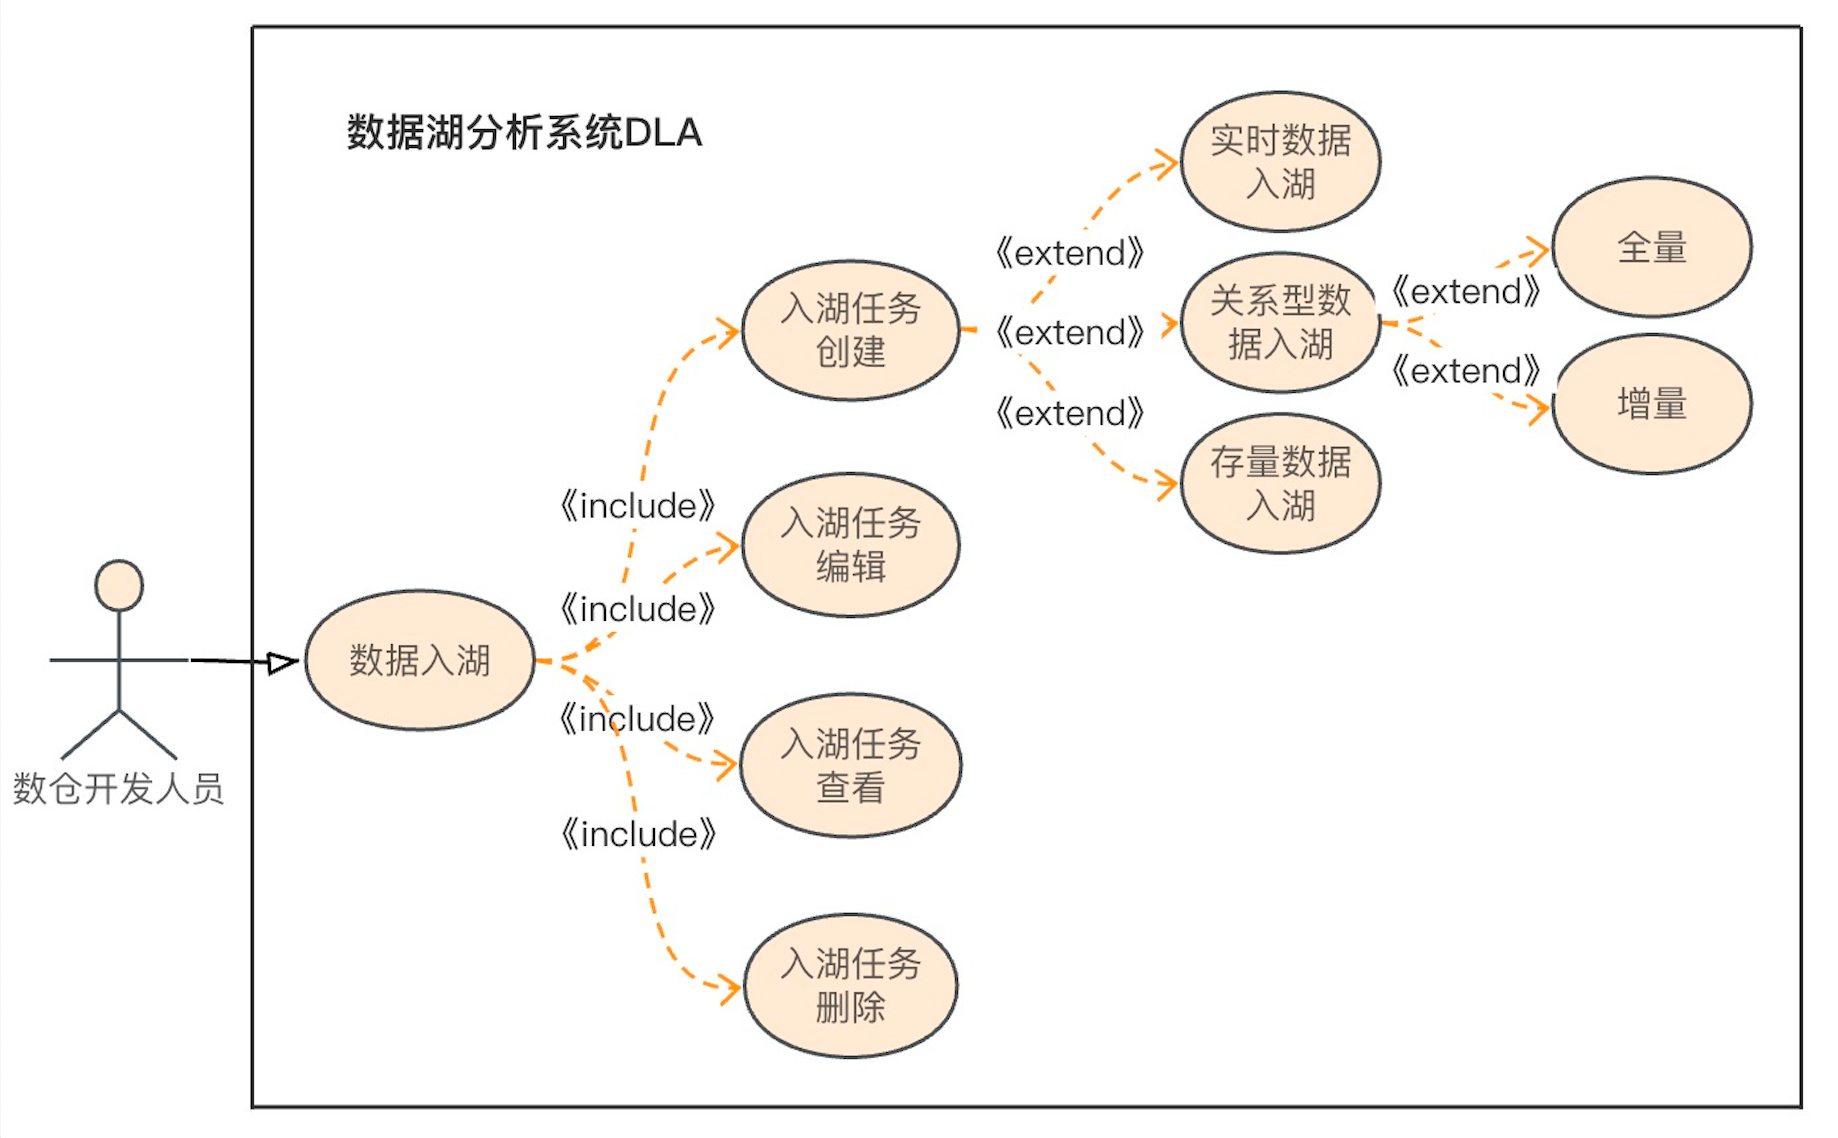 数据湖分析系统DLA
实时数据
入湖
全量
《extend》
关系型数
据入湖
《extend》
入湖任务
创建
《extend》
《extend》
增量
《extend》
存量数据
入湖
《include》
入湖任务
编辑
《include》
数据入湖
《include》
入湖任务
查看
数仓开发人员
《include》
入湖任务
删除